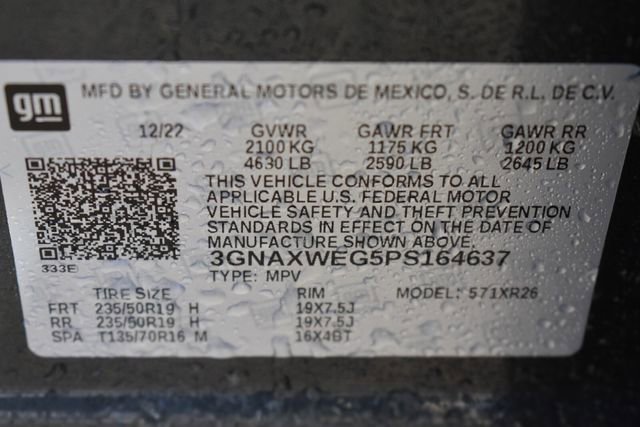 gm
MFD BY GENERAL MOTORS DE MEXICO, S. DE R.L. DE C.V.
12/22 GVWR GAWR FRT GAWR RR
2100 KG 1175 KG 1200 KG
4630 LB 2590 LB 2645 LB
THIS VEHICLE CONFORMS TO ALL
APPLICABLE U.S. FEDERAL MOTOR
VEHICLE SAFETY AND THEFT PREVENTION
STANDARDS IN EFFECT ON THE DATE OF
MANUFACTURE SHOWN ABOVE.
333E 3GNAXWEG5PS164637
TYPE: MPV
TIRE SIZE RIM MODEL: 571XR26
FRT 235/50R19 H 19X7.5J
RR 235/50R19 H 19X7.5J
SPA T135/70R16 M 16X4BT